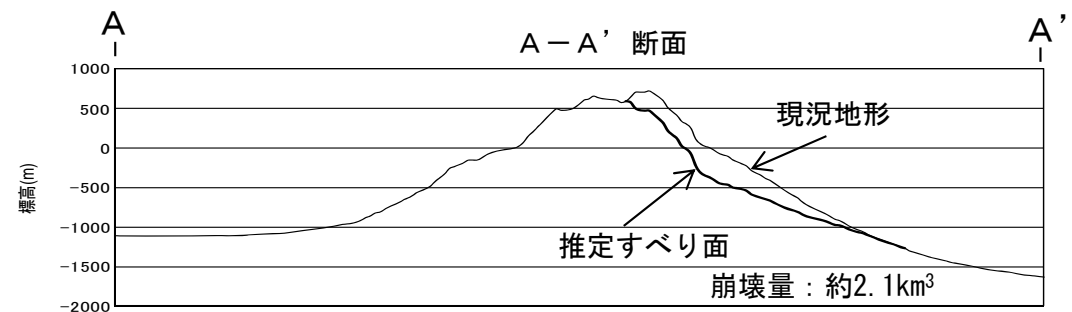 A
A’
A－A’断面
1000
500
0
－500
－1000
－1500
－2000
標高(m)
現況地形
推定すべり面
崩壊量：約2.1km³